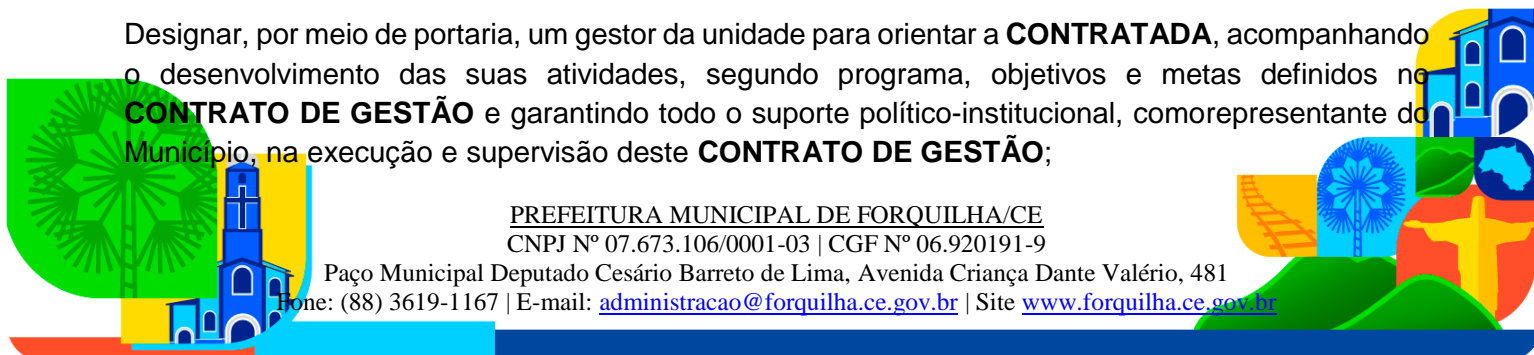 Designar, por meio de portaria, um gestor da unidade para orientar a CONTRATADA, acompanhando
o desenvolvimento das suas atividades, segundo programa, objetivos e metas definidos no
CONTRATO DE GESTÃO e garantindo todo o suporte político-institucional, comorepresentante do
Município, na execução e supervisão deste CONTRATO DE GESTÃO;
PREFEITURA MUNICIPAL DE FORQUILHA/CE
CNPJ Nº 07.673.106/0001-03 | CGF Nº 06.920191-9
Paço Municipal Deputado Cesário Barreto de Lima, Avenida Criança Dante Valério, 481
Fone: (88) 3619-1167 | E-mail: administracao@forquilha.ce.gov.br | Site www.forquilha.ce.gov.br